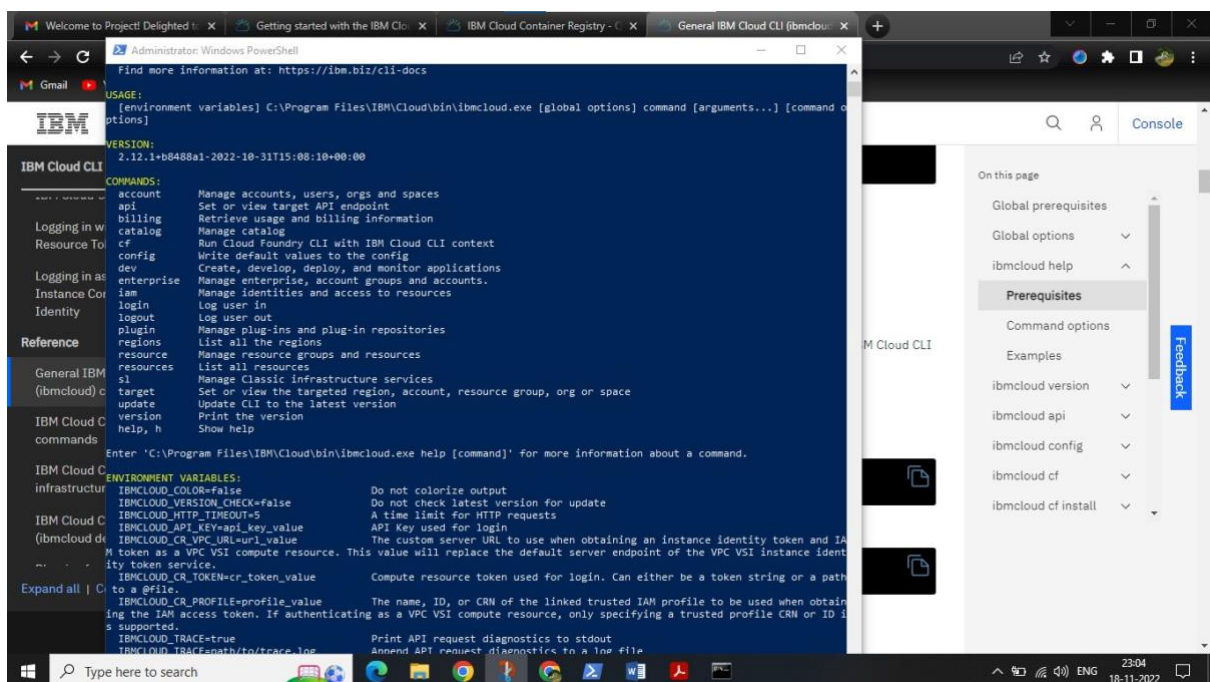 Welcome to Project! Delighted to
Getting started with the IBM Clo
IBM Cloud Container Registry - C
General IBM Cloud CLI (ibmcloud
Gmail
Administrator: Windows PowerShell
Find more information at: https://ibm.biz/cli-docs
USAGE:
[environment variables] C:\Program Files\IBM\Cloud\bin\ibmcloud.exe [global options] command [arguments...] [command o
ptions]
VERSION:
2.12.1+b8488a1-2022-10-31T15:08:10+00:00
COMMANDS:
account Manage accounts, users, orgs and spaces
api Set or view target API endpoint
billing Retrieve usage and billing information
catalog Manage catalog
cf Run Cloud Foundry CLI with IBM Cloud CLI context
config Write default values to the config
dev Create, develop, deploy, and monitor applications
enterprise Manage enterprise, account groups and accounts.
iam Manage identities and access to resources
login Log user in
logout Log user out
plugin Manage plug-ins and plug-in repositories
regions List all the regions
resource Manage resource groups and resources
resources List all resources
sl Manage Classic infrastructure services
target Set or view the targeted region, account, resource group, org or space
update Update CLI to the latest version
version Print the version
help, h Show help
Enter 'C:\Program Files\IBM\Cloud\bin\ibmcloud.exe help [command]' for more information about a command.
ENVIRONMENT VARIABLES:
IBMCLOUD_COLOR=false Do not colorize output
IBMCLOUD_VERSION_CHECK=false Do not check latest version for update
IBMCLOUD_HTTP_TIMEOUT=5 A time limit for HTTP requests
IBMCLOUD_API_KEY=api_key_value API Key used for login
IBMCLOUD_CR_VPC_URL=url_value The custom server URL to use when obtaining an instance identity token and IA
M token as a VPC VSI compute resource. This value will replace the default server endpoint of the VPC VSI instance ident
ity token service.
IBMCLOUD_CR_TOKEN=cr_token_value Compute resource token used for login. Can either be a token string or a path
to a @file.
IBMCLOUD_CR_PROFILE=profile_value The name, ID, or CRN of the linked trusted IAM profile to be used when obtain
ing the IAM access token. If authenticating as a VPC VSI compute resource, only specifying a trusted profile CRN or ID i
s supported.
IBMCLOUD_TRACE=true Print API request diagnostics to stdout
IBMCLOUD_TRACE=path/to/trace.log Append API request diagnostics to a log file
IBM
IBM Cloud CLI
Logging in w
Resource To
Logging in as
Instance Cor
Identity
Reference
General IBM
(ibmcloud) c
IBM Cloud C
commands
IBM Cloud C
infrastructur
IBM Cloud C
(ibmcloud de
Expand all | C
M Cloud CLI
Console
On this page
Global prerequisites
Global options
ibmcloud help
Prerequisites
Command options
Examples
ibmcloud version
ibmcloud api
ibmcloud config
ibmcloud cf
ibmcloud cf install
Feedback
Type here to search
ENG
23:04
18-11-2022